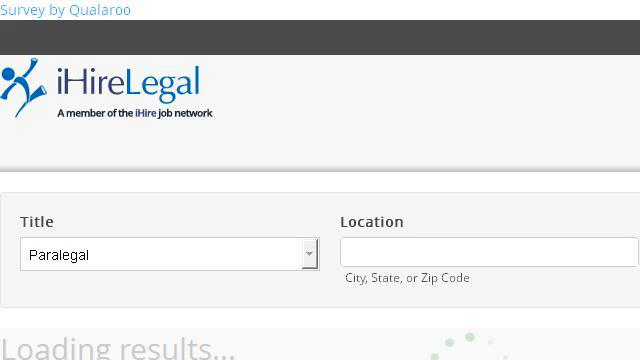 Survey by Qualaroo
iHireLegal
A member of the iHire job network
Title
Location
Paralegal
City, State, or Zip Code
Loading results...